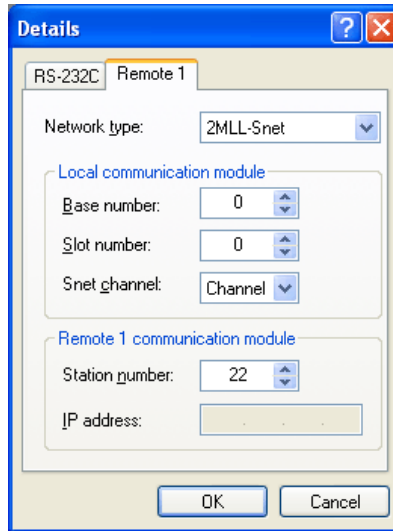 Details
RS-232C Remote 1
Network type: 2MLL-Snet
Local communication module
Base number: 0
Slot number: 0
Snet channel: Channel
Remote 1 communication module
Station number: 22
IP address: . . .
OK Cancel